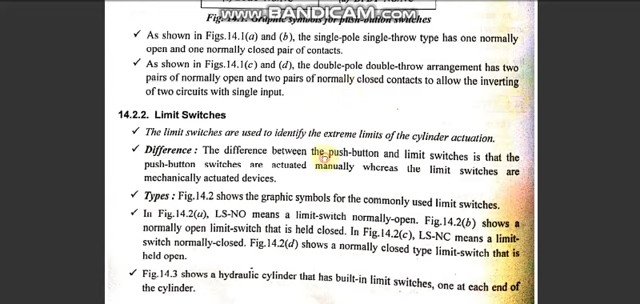 www.BANDICAM.com
Fig. 14.1. Graphic symbols for push-button switches
✓ As shown in Figs.14.1(a) and (b), the single-pole single-throw type has one normally
open and one normally closed pair of contacts.
✓ As shown in Figs.14.1(c) and (d), the double-pole double-throw arrangement has two
pairs of normally open and two pairs of normally closed contacts to allow the inverting
of two circuits with single input.
14.2.2. Limit Switches
✓ The limit switches are used to identify the extreme limits of the cylinder actuation.
✓ Difference : The difference between the push-button and limit switches is that the
push-button switches are actuated manually whereas the limit switches are
mechanically actuated devices.
✓ Types : Fig.14.2 shows the graphic symbols for the commonly used limit switches.
✓ In Fig.14.2(a), LS-NO means a limit-switch normally-open. Fig.14.2(b) shows a
normally open limit-switch that is held closed. In Fig.14.2(c), LS-NC means a limit-
switch normally-closed. Fig.14.2(d) shows a normally closed type limit-switch that is
held open.
✓ Fig.14.3 shows a hydraulic cylinder that has built-in limit switches, one at each end of
the cylinder.